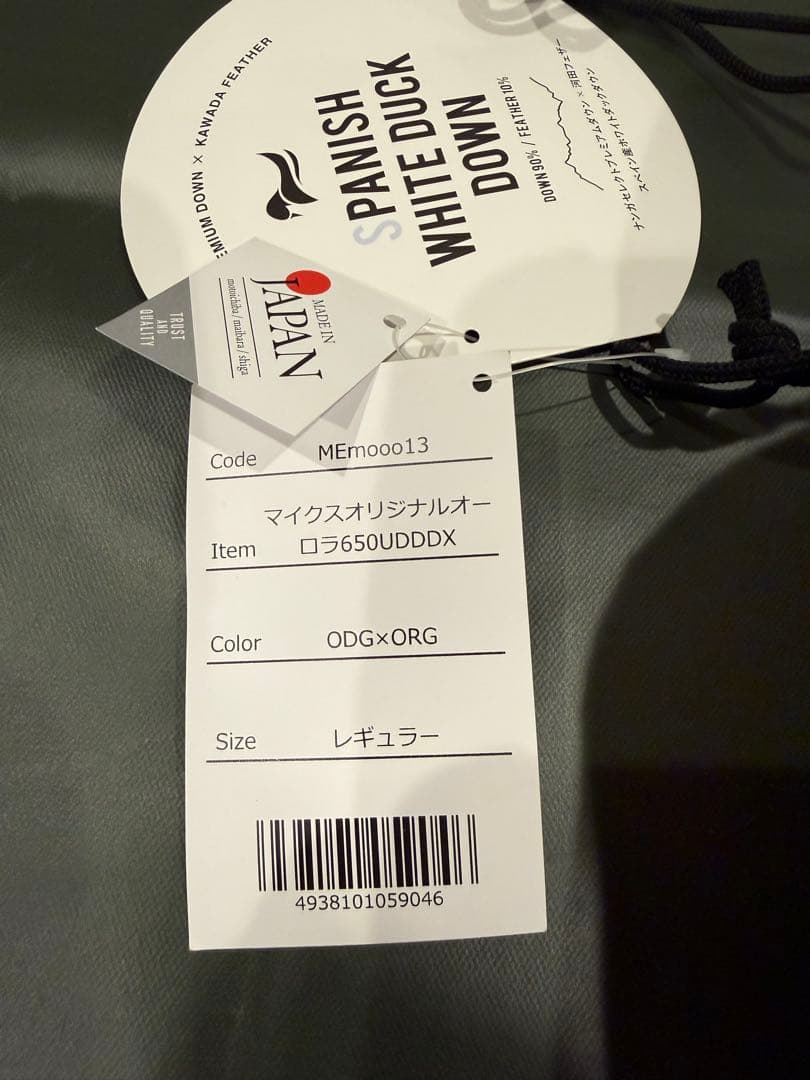 EMIUM DOWN × KAWADA FEATHER
SPANISH
WHITE DUCK
DOWN
DOWN 90% / FEATHER 10%
ナンガセレクトプレミアムダウン × 河田フェザー
スペイン産ホワイトダックダウン
MADE IN
JAPAN
motoichiba / maibara / shiga
TRUST
AND
QUALITY
Code MEmooo13
マイクスオリジナルオー
Item ロラ650UDDDX
Color ODG×ORG
Size レギュラー
4938101059046